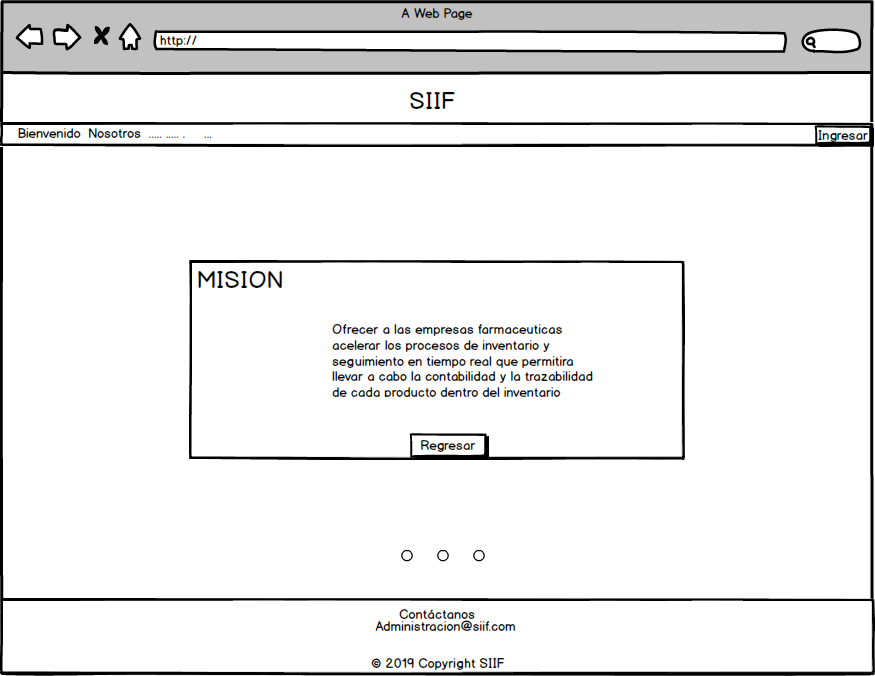 A Web Page
http://
SIIF
Bienvenido Nosotros ..... ..... . ...
Ingresar
MISION
Ofrecer a las empresas farmaceuticas
acelerar los procesos de inventario y
seguimiento en tiempo real que permitira
llevar a cabo la contabilidad y la trazabilidad
de cada producto dentro del inventario
Regresar
Contáctanos
Administracion@siif.com
© 2019 Copyright SIIF